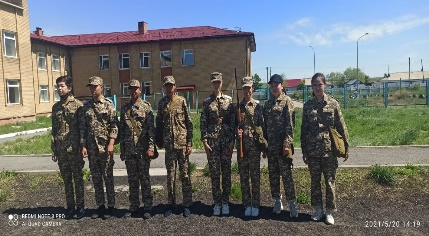 REDMI NOTE 8 PRO
AI QUAD CAMERA
2021/5/20 14:19